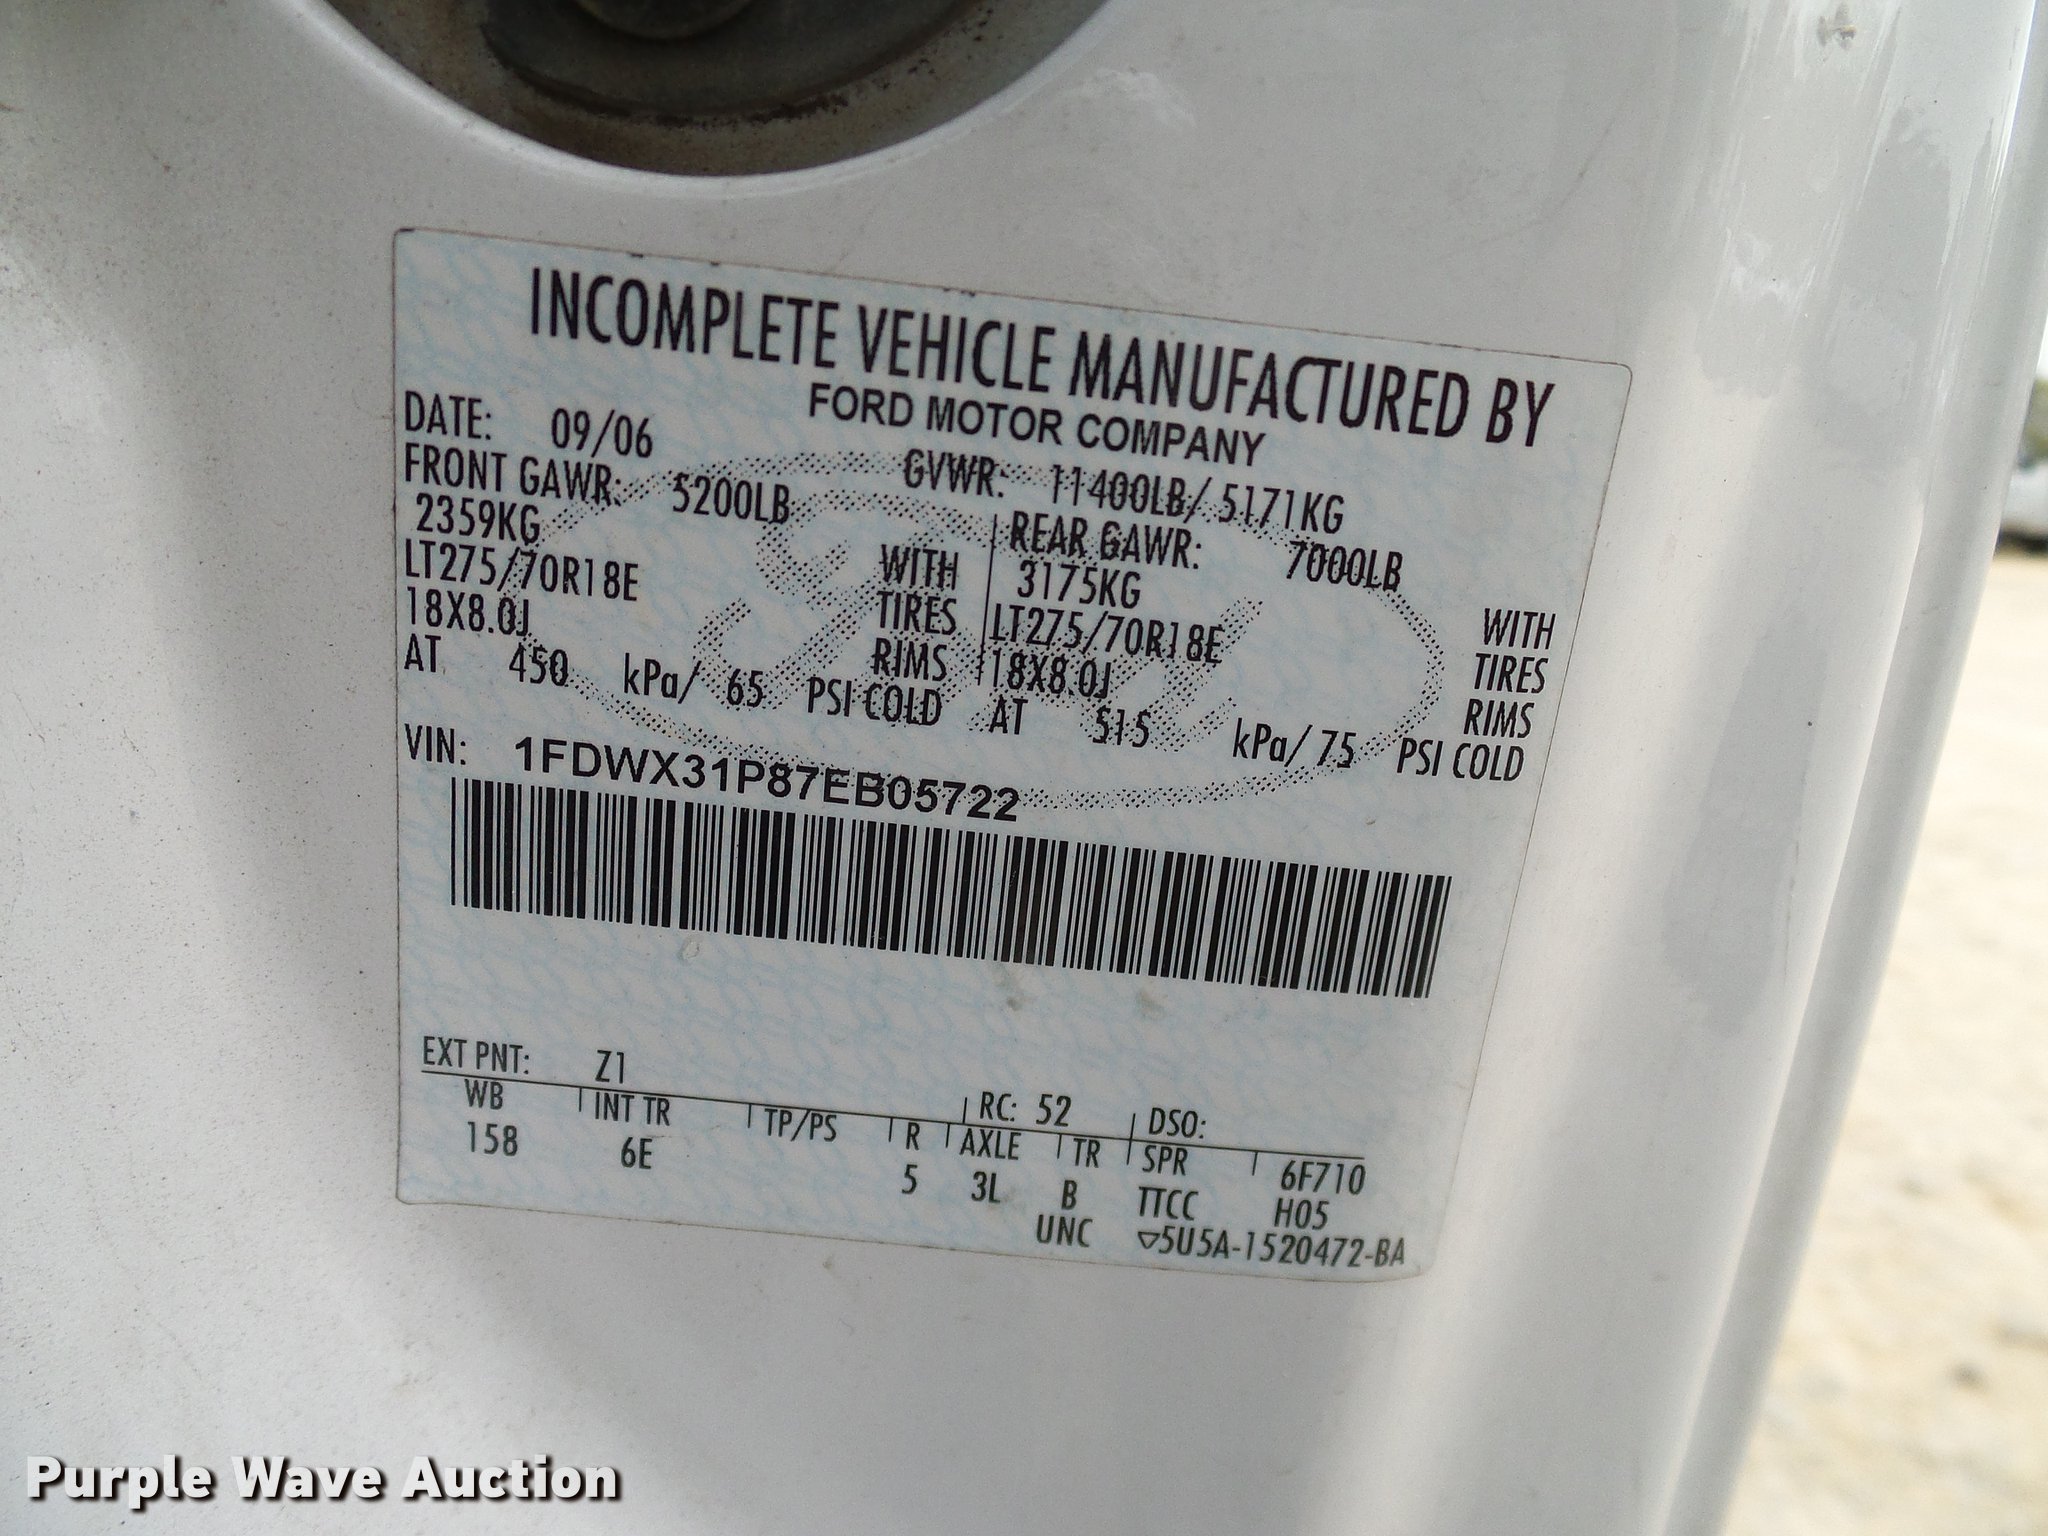 INCOMPLETE VEHICLE MANUFACTURED BY
FORD MOTOR COMPANY
DATE: 09/06 GVWR: 11400LB/ 5171KG
FRONT GAWR: 5200LB REAR GAWR: 7000LB
2359KG WITH 3175KG WITH
LT275/70R18E TIRES LT275/70R18E TIRES
18X8.0J RIMS 18X8.0J RIMS
AT 450 kPa/ 65 PSI COLD AT 515 kPa/ 75 PSI COLD
VIN: 1FDWX31P87EB05722
EXT PNT: Z1 RC: 52 DSO:
WB INT TR TP/PS R AXLE TR SPR 6F710
158 6E 5 3L B TTCC H05
UNC ▽5U5A-1520472-BA
Purple Wave Auction